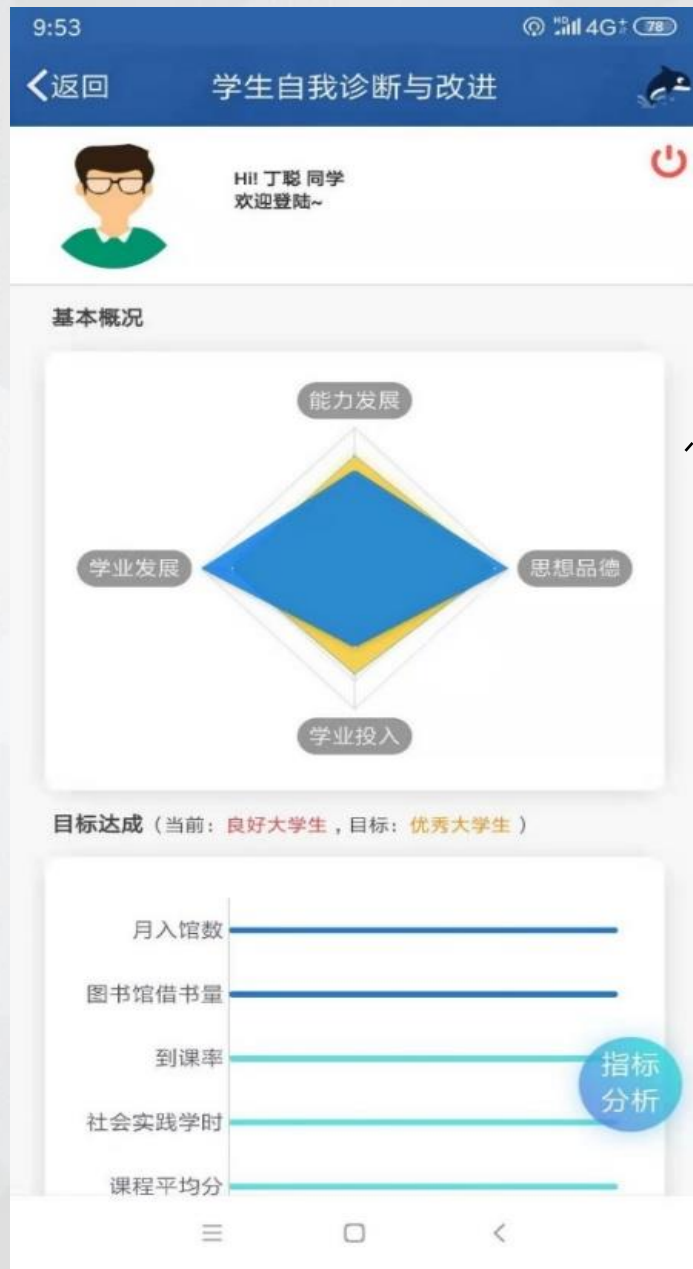 9:53 HD 4G+ 78
返回 学生自我诊断与改进
Hi! 丁聪 同学
欢迎登陆~
基本概况
能力发展
学业发展
思想品德
学业投入
目标达成（当前：良好大学生，目标：优秀大学生）
月入馆数
图书馆借书量
到课率
指标
分析
社会实践学时
课程平均分